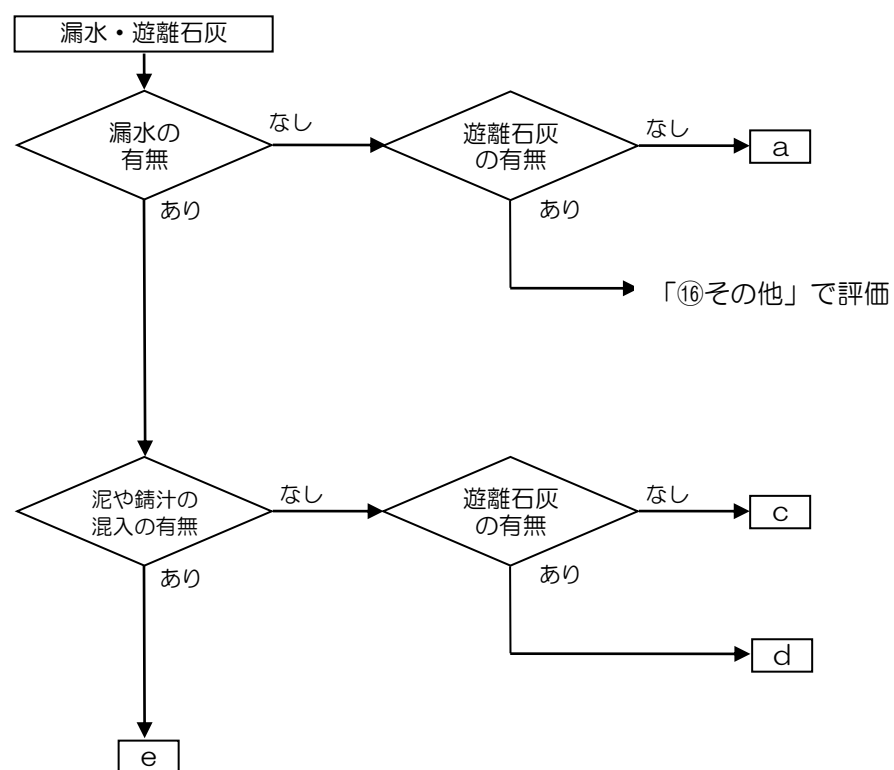 漏水・遊離石灰
漏水の
有無
なし
遊離石灰
の有無
なし
a
あり
あり
「⑯その他」で評価
泥や錆汁の
混入の有無
なし
遊離石灰
の有無
なし
c
あり
あり
d
e